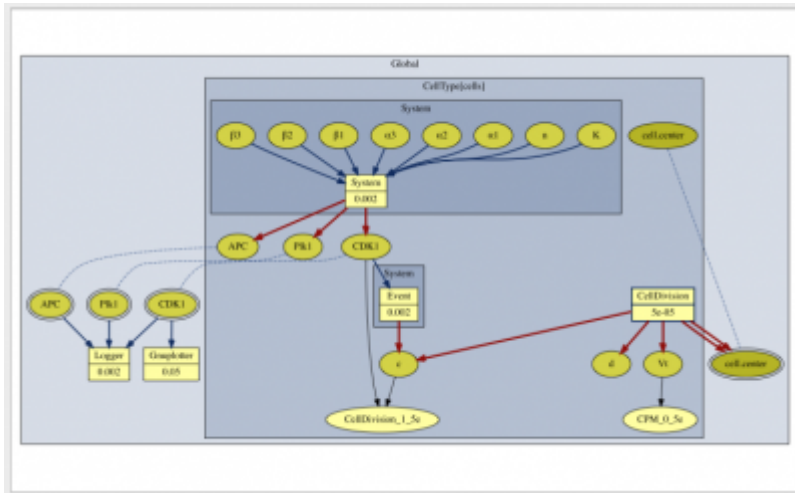 Global
CellType[cells]
System
β3 β2 β1 α3 α2 α1 n K cell.center
System
0.002
APC Plk1 CDK1
System
APC Plk1 CDK1 Event CellDivision
0.002 5e-05
Logger Gnuplotter
0.002 0.05
c d Vt cell.center
CellDivision_1_5e CPM_0_5e